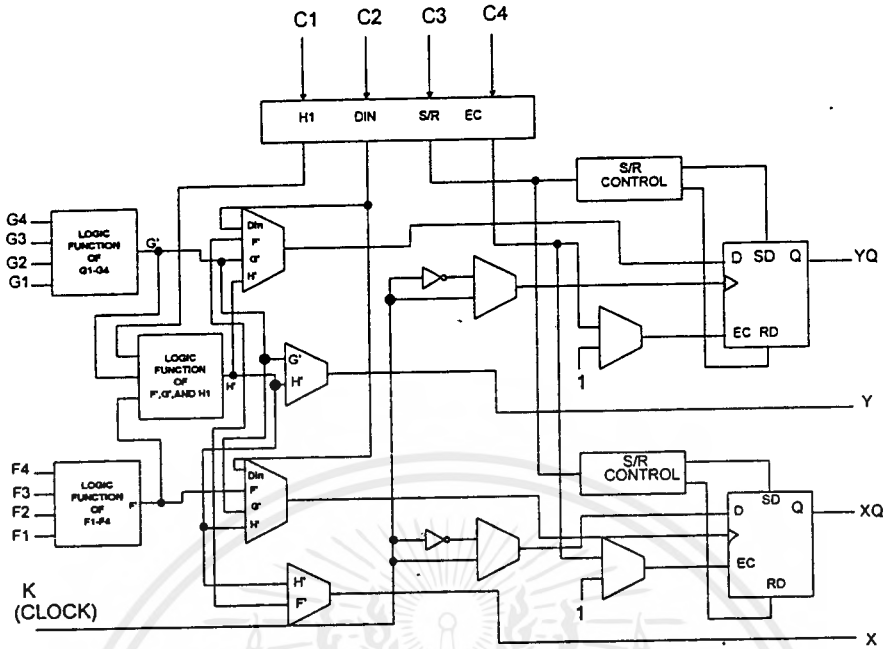 C1 C2 C3 C4
H1 DIN S/R EC
S/R CONTROL
G4
G3
G2
G1
LOGIC FUNCTION OF G1-G4
G'
DIn
F'
G'
H'
D SD Q
YQ
EC RD
1
LOGIC FUNCTION OF F',G',AND H1
H'
G'
H'
Y
F4
F3
F2
F1
LOGIC FUNCTION OF F1-F4
F'
DIn
F'
G'
H'
S/R CONTROL
SD
D Q
XQ
EC
RD
1
K
(CLOCK)
H'
F'
X